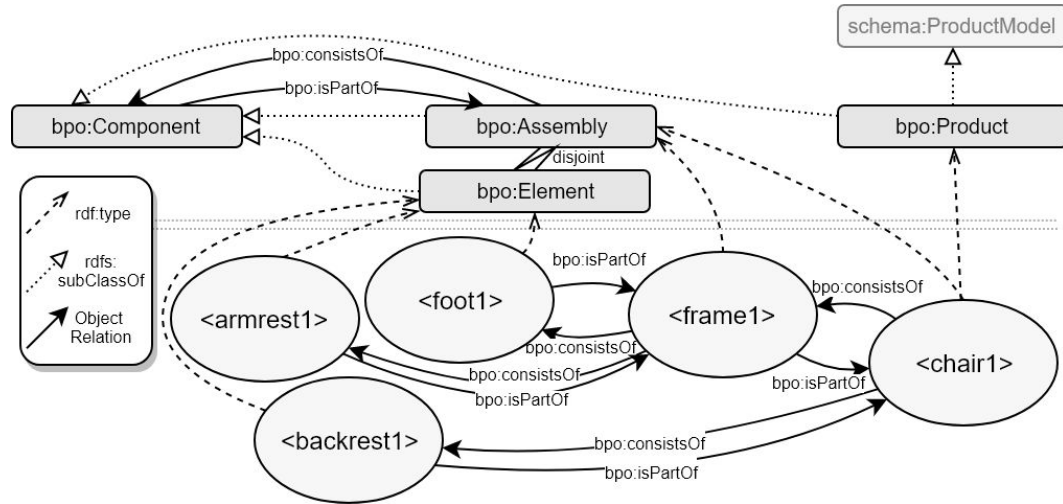 schema:ProductModel
bpo:consistsOf
bpo:isPartOf
bpo:Component
bpo:Assembly
bpo:Product
disjoint
bpo:Element
rdf:type
rdfs:
subClassOf
Object
Relation
<armrest1>
<foot1>
bpo:isPartOf
<frame1>
bpo:consistsOf
<chair1>
bpo:consistsOf
bpo:consistsOf
bpo:isPartOf
bpo:isPartOf
<backrest1>
bpo:consistsOf
bpo:isPartOf